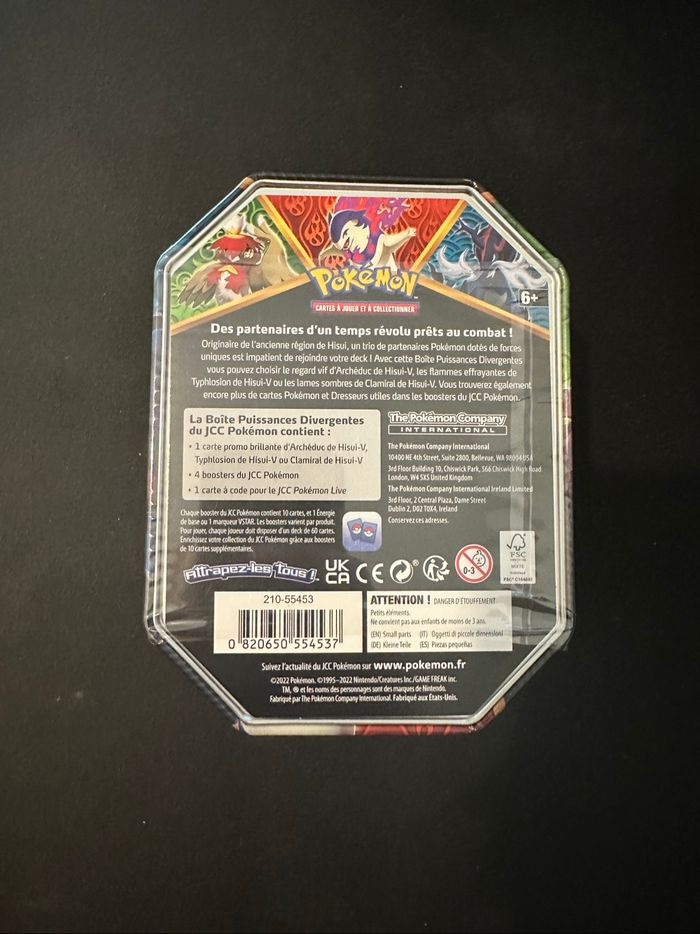 POKéMON
CARTES À JOUER ET À COLLECTIONNER
6+
Des partenaires d'un temps révolu prêts au combat !
Originaire de l'ancienne région de Hisui, un trio de partenaires Pokémon dotés de forces
uniques est impatient de rejoindre votre deck ! Avec cette Boîte Puissances Divergentes
vous pouvez choisir le regard vif d'Archéduc de Hisui-V, les flammes effrayantes de
Typhlosion de Hisui-V ou les lames sombres de Clamiral de Hisui-V. Vous trouverez également
encore plus de cartes Pokémon et Dresseurs utiles dans les boosters du JCC Pokémon.
La Boîte Puissances Divergentes
du JCC Pokémon contient :
• 1 carte promo brillante d'Archéduc de Hisui-V,
Typhlosion de Hisui-V ou Clamiral de Hisui-V
• 4 boosters du JCC Pokémon
• 1 carte à code pour le JCC Pokémon Live
Chaque booster du JCC Pokémon contient 10 cartes, et 1 Énergie
de base ou 1 marqueur VSTAR. Les boosters varient par produit.
Pour jouer, chaque joueur doit disposer d'un deck de 60 cartes.
Enrichissez votre collection du JCC Pokémon grâce aux boosters
de 10 cartes supplémentaires.
The Pokémon Company
INTERNATIONAL
The Pokémon Company International
10400 NE 4th Street, Suite 2800, Bellevue, WA 98004 USA
3rd Floor Building 10, Chiswick Park, 566 Chiswick High Road
London, W4 5XS United Kingdom
The Pokémon Company International Ireland Limited
3rd Floor, 2 Central Plaza, Dame Street
Dublin 2, D02 T0X4, Ireland
Conservez ces adresses.
Attrapez-les Tous !
UK
CA
CE
0-3
FSC
MIXTE
210-55453
0 820650 554537
ATTENTION ! DANGER D'ÉTOUFFEMENT
Petits éléments.
Ne convient pas aux enfants de moins de 3 ans.
(EN) Small parts (IT) Oggetti di piccole dimensioni
(DE) Kleine Teile (ES) Piezas pequeñas
Suivez l'actualité du JCC Pokémon sur www.pokemon.fr
©2022 Pokémon. ©1995–2022 Nintendo/Creatures Inc./GAME FREAK inc.
TM, ® et les noms des personnages sont des marques de Nintendo.
Fabriqué par The Pokémon Company International. Fabriqué aux États-Unis.